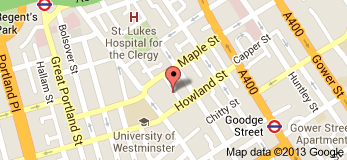 Regent's
Park
Bolsover St
St. Lukes
Hospital for
the Clergy
H
Maple St
A400
Gower St
Capper St
Portland Pl
Hallam St
Great Portland St
Howland St
Huntley St
Chitty St
University of
Westminster
Goodge
Street
A400
Gower Street
Apartment
Map data ©2013 Google